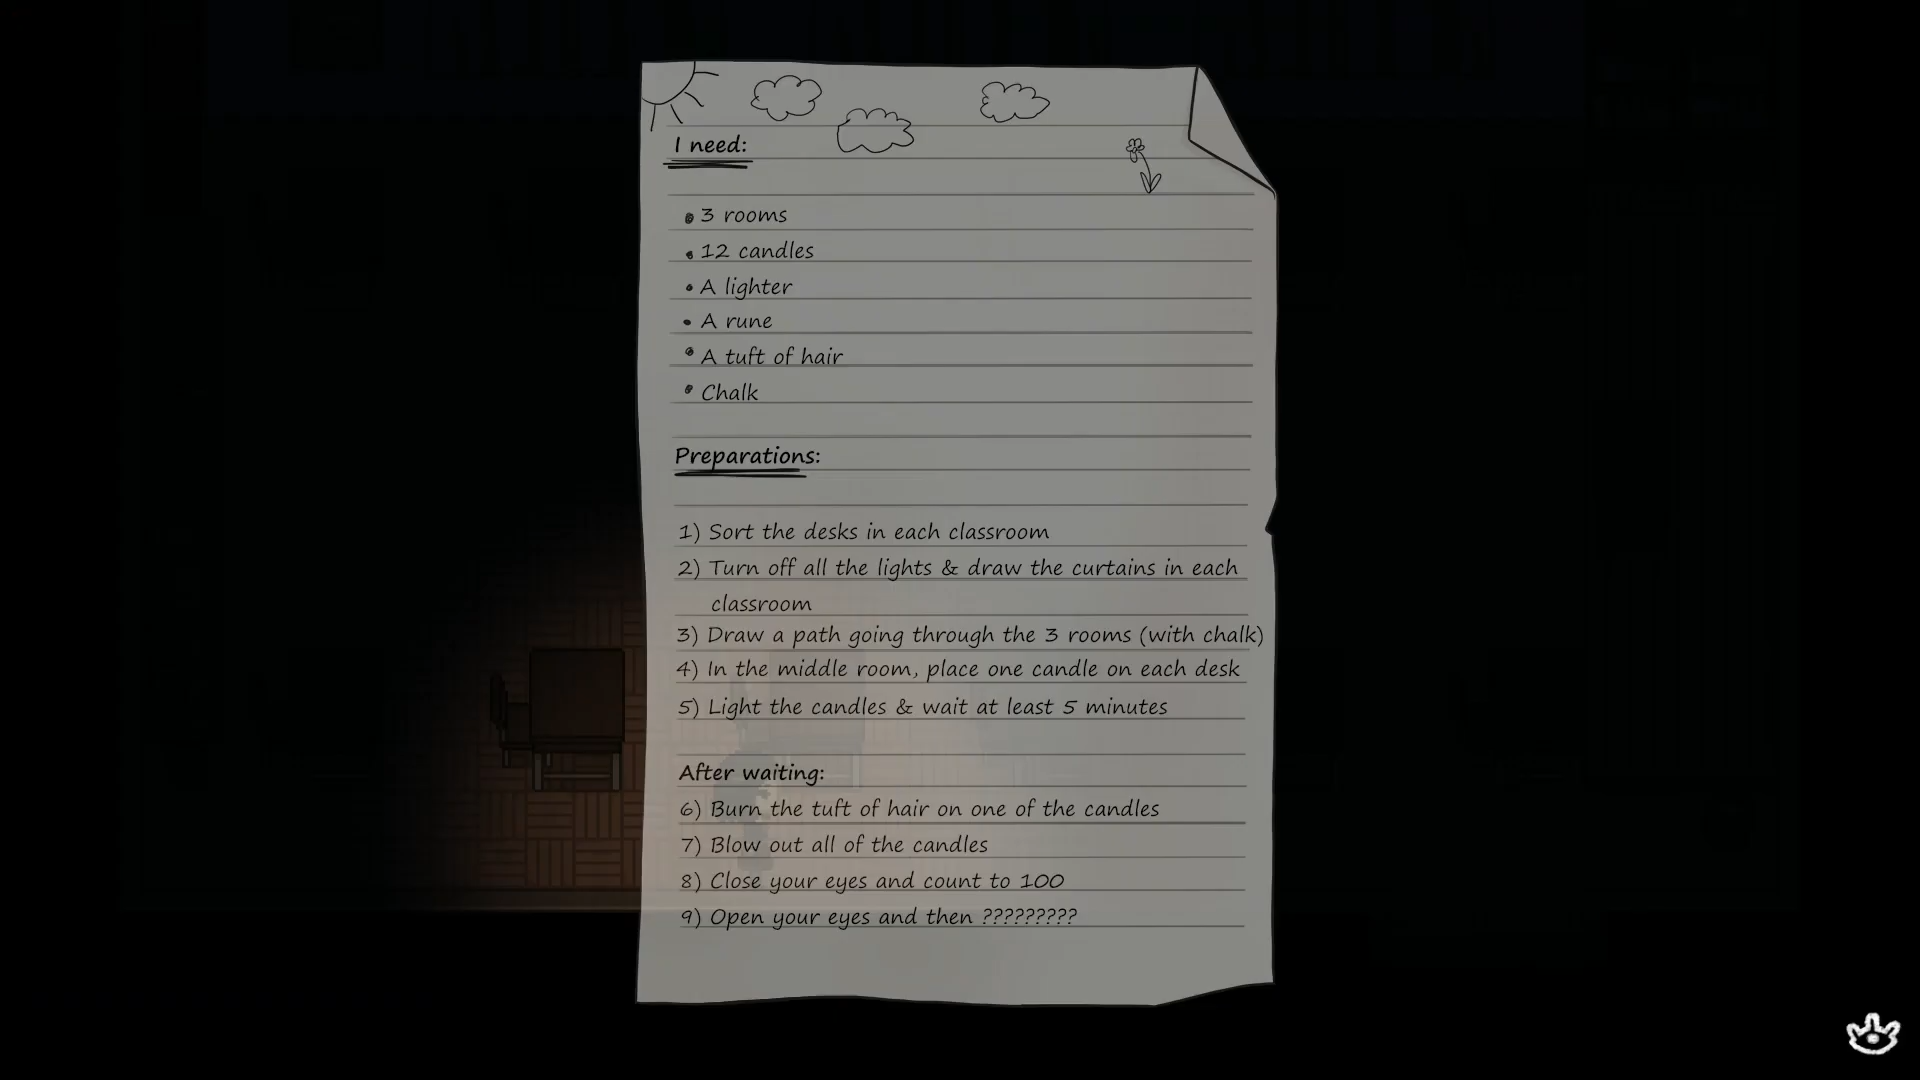 I need:
• 3 rooms
• 12 candles
• A lighter
• A rune
• A tuft of hair
• Chalk
Preparations:
1) Sort the desks in each classroom
2) Turn off all the lights & draw the curtains in each
classroom
3) Draw a path going through the 3 rooms (with chalk)
4) In the middle room, place one candle on each desk
5) Light the candles & wait at least 5 minutes
After waiting:
6) Burn the tuft of hair on one of the candles
7) Blow out all of the candles
8) Close your eyes and count to 100
9) Open your eyes and then ?????????